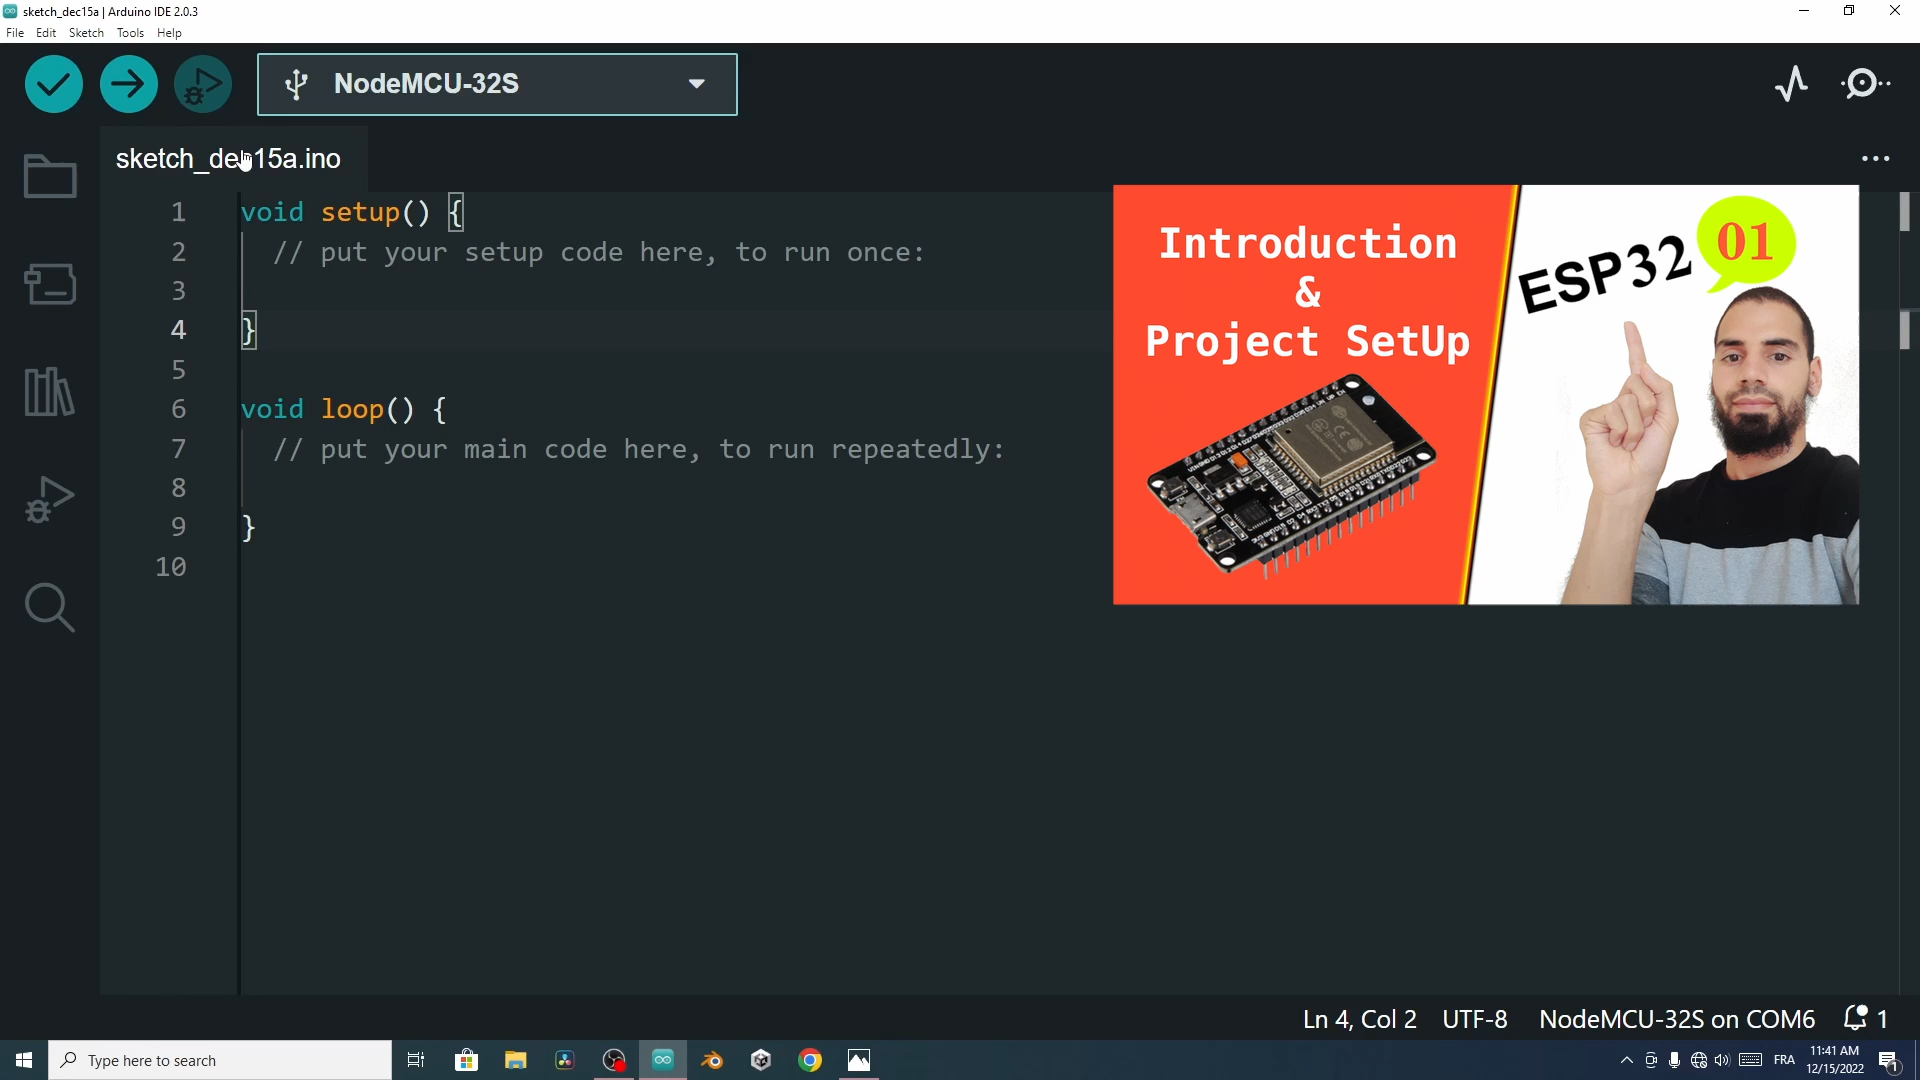 sketch_dec15a | Arduino IDE 2.0.3
File Edit Sketch Tools Help
NodeMCU-32S
sketch_dec15a.ino
1 void setup() {
2 // put your setup code here, to run once:
3
4 }
5
6 void loop() {
7 // put your main code here, to run repeatedly:
8
9 }
10
Introduction
&
Project SetUp
ESP32
01
Ln 4, Col 2 UTF-8 NodeMCU-32S on COM6 1
Type here to search
FRA
11:41 AM
12/15/2022
1